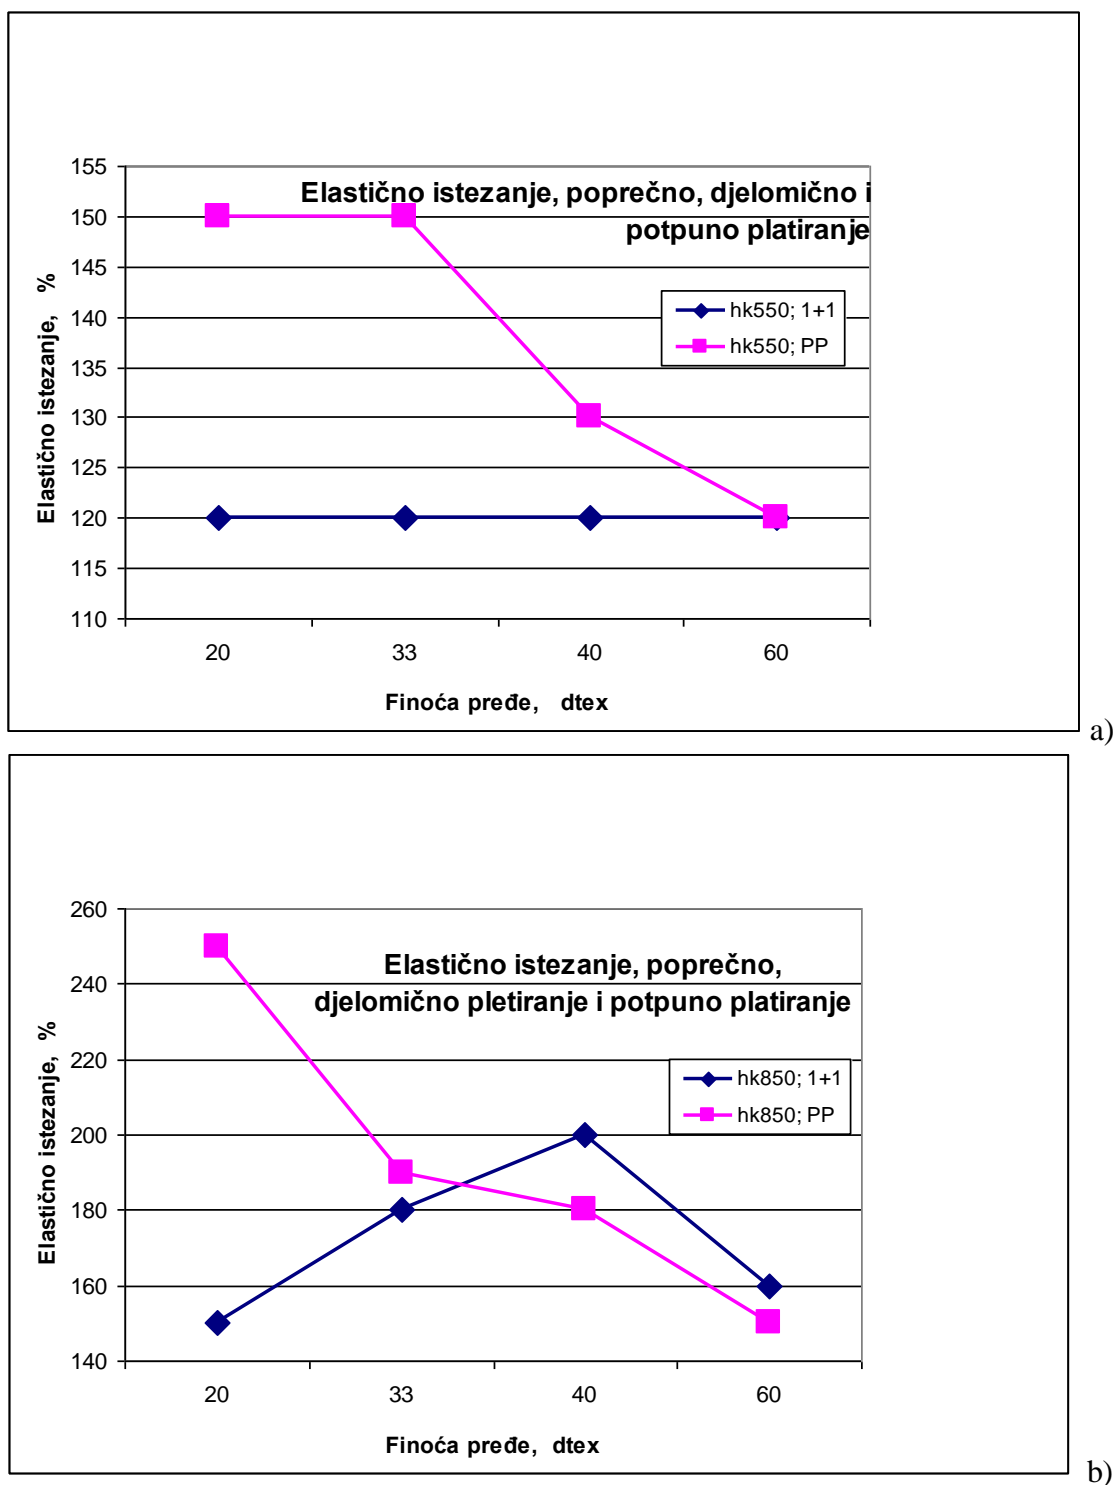 Elastično istezanje, poprečno, djelomično i
potpuno platiranje
155
150
145
140
135
130
125
120
115
110
Elastično istezanje, %
hk550; 1+1
hk550; PP
20 33 40 60
Finoća pređe, dtex
a)
Elastično istezanje, poprečno,
djelomično pletiranje i potpuno platiranje
260
240
220
200
180
160
140
Elastično istezanje, %
hk850; 1+1
hk850; PP
20 33 40 60
Finoća pređe, dtex
b)